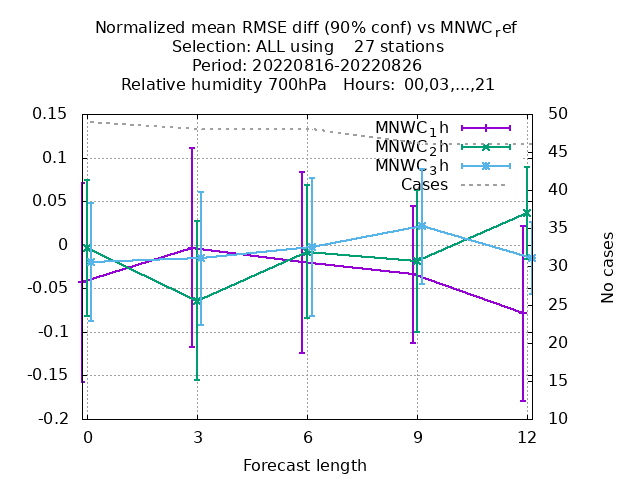 Normalized mean RMSE diff (90% conf) vs MNWC_ref
Selection: ALL using 27 stations
Period: 20220816-20220826
Relative humidity 700hPa Hours: 00,03,...,21
0.15
0.1
0.05
0
-0.05
-0.1
-0.15
-0.2
50
45
40
35
30
25
20
15
10
MNWC_1h
MNWC_2h
MNWC_3h
Cases
No cases
0 3 6 9 12
Forecast length